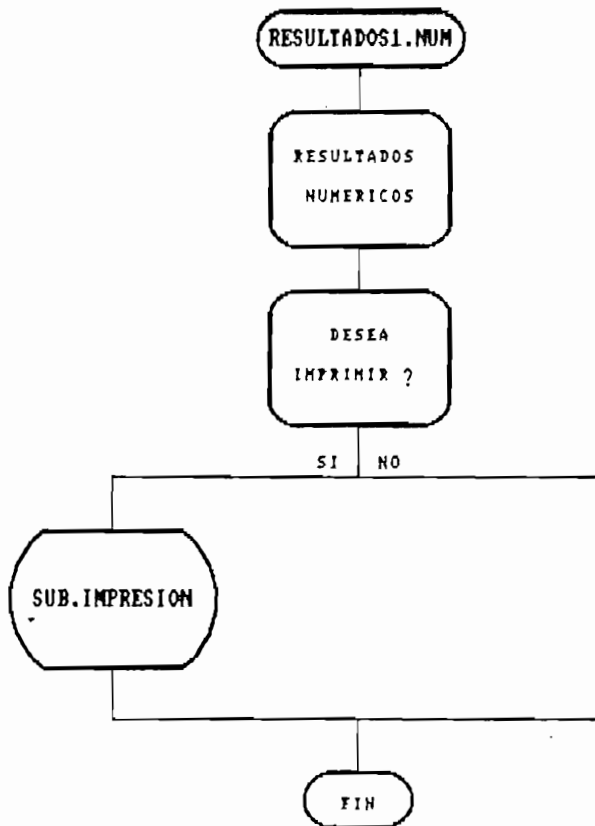 RESULTADOS1.NUM
RESULTADOS
NUMERICOS
DESEA
IMPRIMIR ?
SI NO
SUB.IMPRESION
FIN